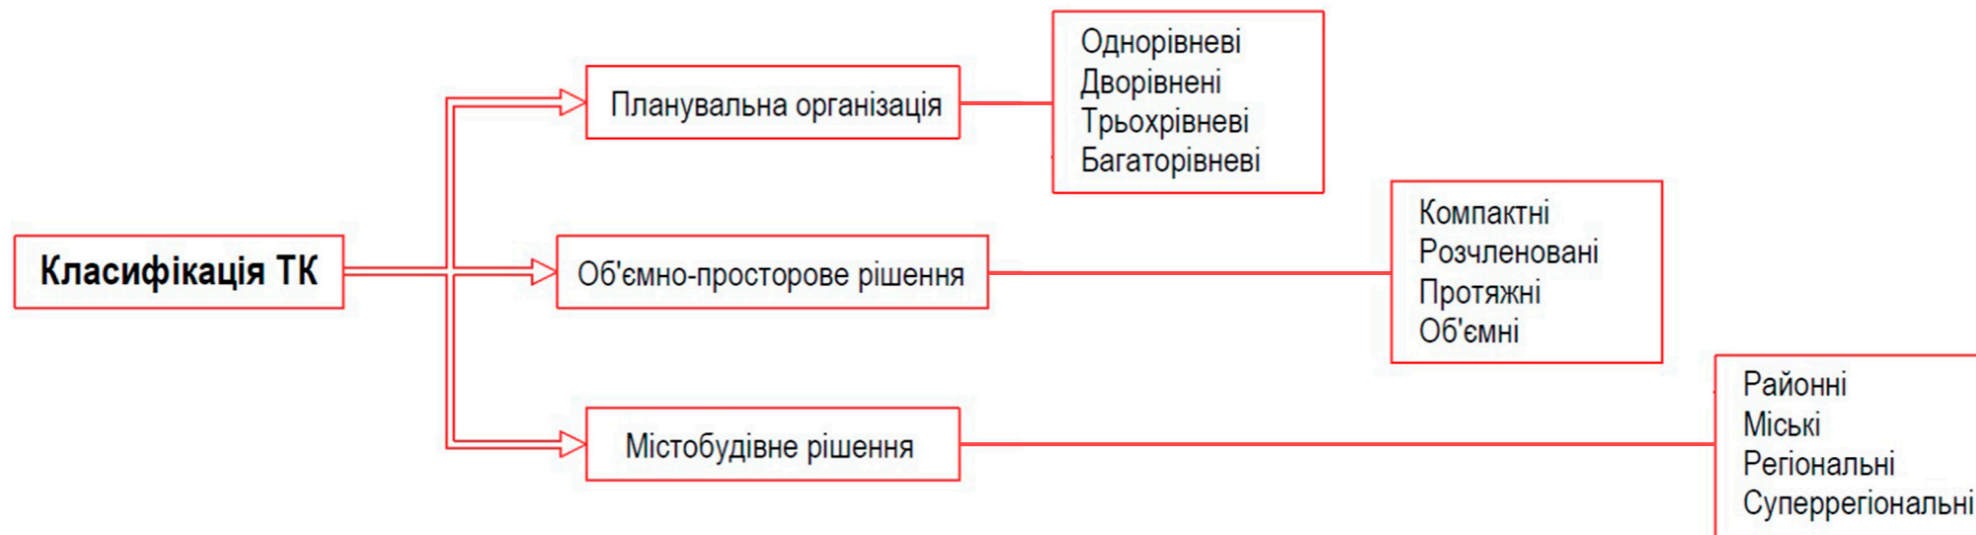 Класифікація ТК
Планувальна організація
Однорівневі
Дворівнені
Трьохрівневі
Багаторівневі
Об'ємно-просторове рішення
Компактні
Розчленовані
Протяжні
Об'ємні
Містобудівне рішення
Районні
Міські
Регіональні
Суперрегіональні